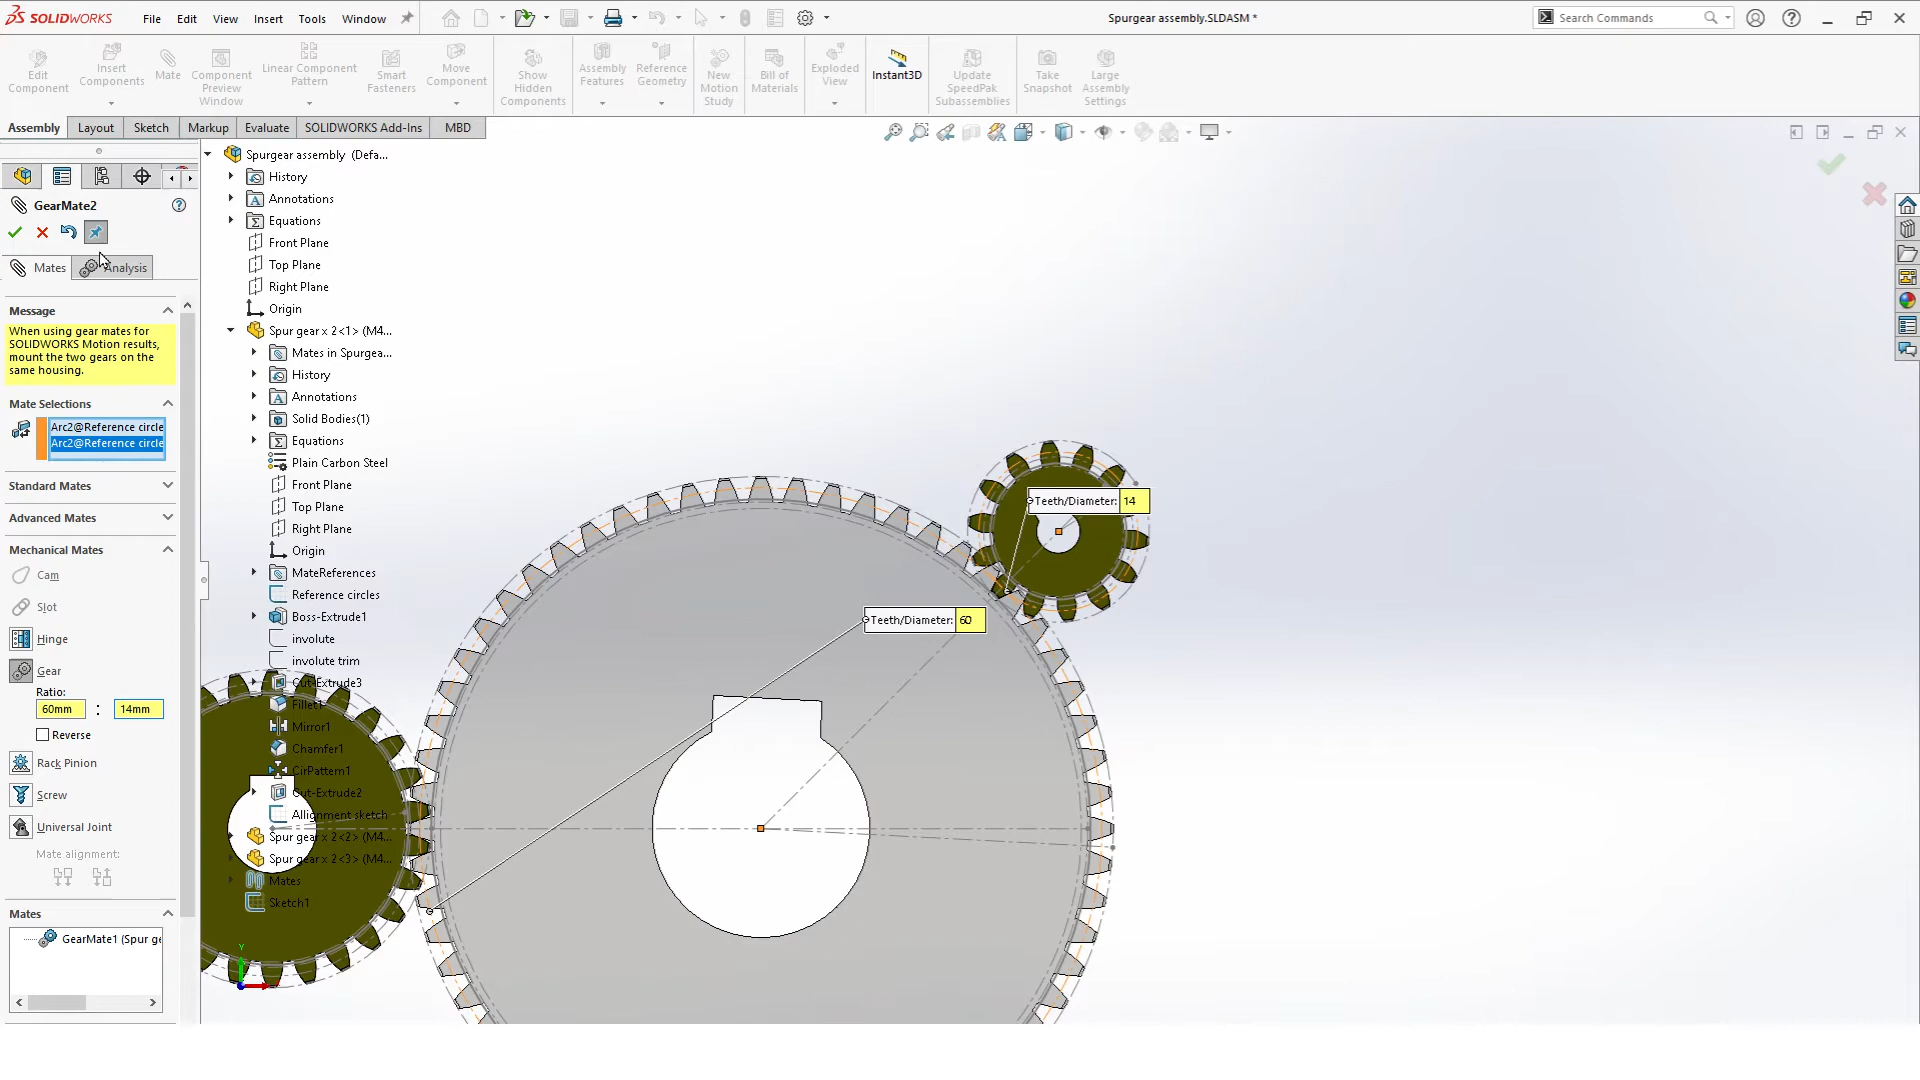 SOLIDWORKS
File Edit View Insert Tools Window
Spurgear assembly.SLDASM *
Search Commands
Edit Component
Insert Components
Mate
Component Preview Window
Linear Component Pattern
Smart Fasteners
Move Component
Show Hidden Components
Assembly Features
Reference Geometry
New Motion Study
Bill of Materials
Exploded View
Instant3D
Update SpeedPak Subassemblies
Take Snapshot
Large Assembly Settings
Assembly Layout Sketch Markup Evaluate SOLIDWORKS Add-Ins MBD
GearMate2
Mates Analysis
Message
When using gear mates for
SOLIDWORKS Motion results,
mount the two gears on the
same housing.
Mate Selections
Arc2@Reference circle
Arc2@Reference circle
Standard Mates
Advanced Mates
Mechanical Mates
Cam
Slot
Hinge
Gear
Ratio:
60mm : 14mm
Reverse
Rack Pinion
Screw
Universal Joint
Mate alignment:
Mates
GearMate1 (Spur ge
Spurgear assembly (Defa...
History
Annotations
Equations
Front Plane
Top Plane
Right Plane
Origin
Spur gear x 2<1> (M4...
Mates in Spurgea...
History
Annotations
Solid Bodies(1)
Equations
Plain Carbon Steel
Front Plane
Top Plane
Right Plane
Origin
MateReferences
Reference circles
Boss-Extrude1
involute
involute trim
Cut-Extrude3
Fillet1
Mirror1
Chamfer1
CirPattern1
Cut-Extrude2
Allignment sketch
Spur gear x 2<2> (M4...
Spur gear x 2<3> (M4...
Mates
Sketch1
Teeth/Diameter: 14
Teeth/Diameter: 60
Y